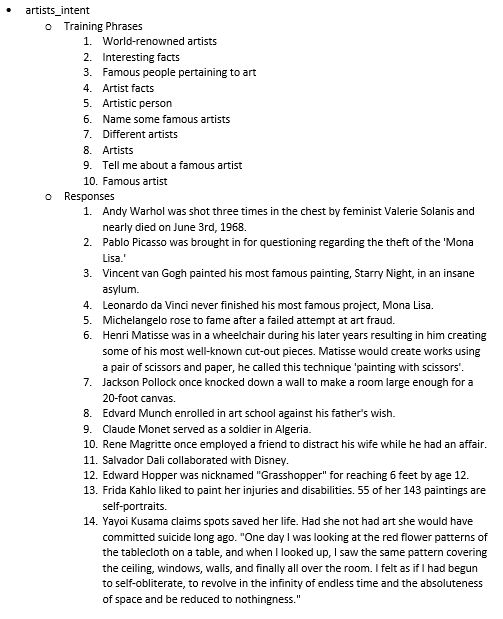 • artists_intent
o Training Phrases
1. World-renowned artists
2. Interesting facts
3. Famous people pertaining to art
4. Artist facts
5. Artistic person
6. Name some famous artists
7. Different artists
8. Artists
9. Tell me about a famous artist
10. Famous artist
o Responses
1. Andy Warhol was shot three times in the chest by feminist Valerie Solanis and
nearly died on June 3rd, 1968.
2. Pablo Picasso was brought in for questioning regarding the theft of the 'Mona
Lisa.'
3. Vincent van Gogh painted his most famous painting, Starry Night, in an insane
asylum.
4. Leonardo da Vinci never finished his most famous project, Mona Lisa.
5. Michelangelo rose to fame after a failed attempt at art fraud.
6. Henri Matisse was in a wheelchair during his later years resulting in him creating
some of his most well-known cut-out pieces. Matisse would create works using
a pair of scissors and paper, he called this technique 'painting with scissors'.
7. Jackson Pollock once knocked down a wall to make a room large enough for a
20-foot canvas.
8. Edvard Munch enrolled in art school against his father's wish.
9. Claude Monet served as a soldier in Algeria.
10. Rene Magritte once employed a friend to distract his wife while he had an affair.
11. Salvador Dali collaborated with Disney.
12. Edward Hopper was nicknamed "Grasshopper" for reaching 6 feet by age 12.
13. Frida Kahlo liked to paint her injuries and disabilities. 55 of her 143 paintings are
self-portraits.
14. Yayoi Kusama claims spots saved her life. Had she not had art she would have
committed suicide long ago. "One day I was looking at the red flower patterns of
the tablecloth on a table, and when I looked up, I saw the same pattern covering
the ceiling, windows, walls, and finally all over the room. I felt as if I had begun
to self-obliterate, to revolve in the infinity of endless time and the absoluteness
of space and be reduced to nothingness."